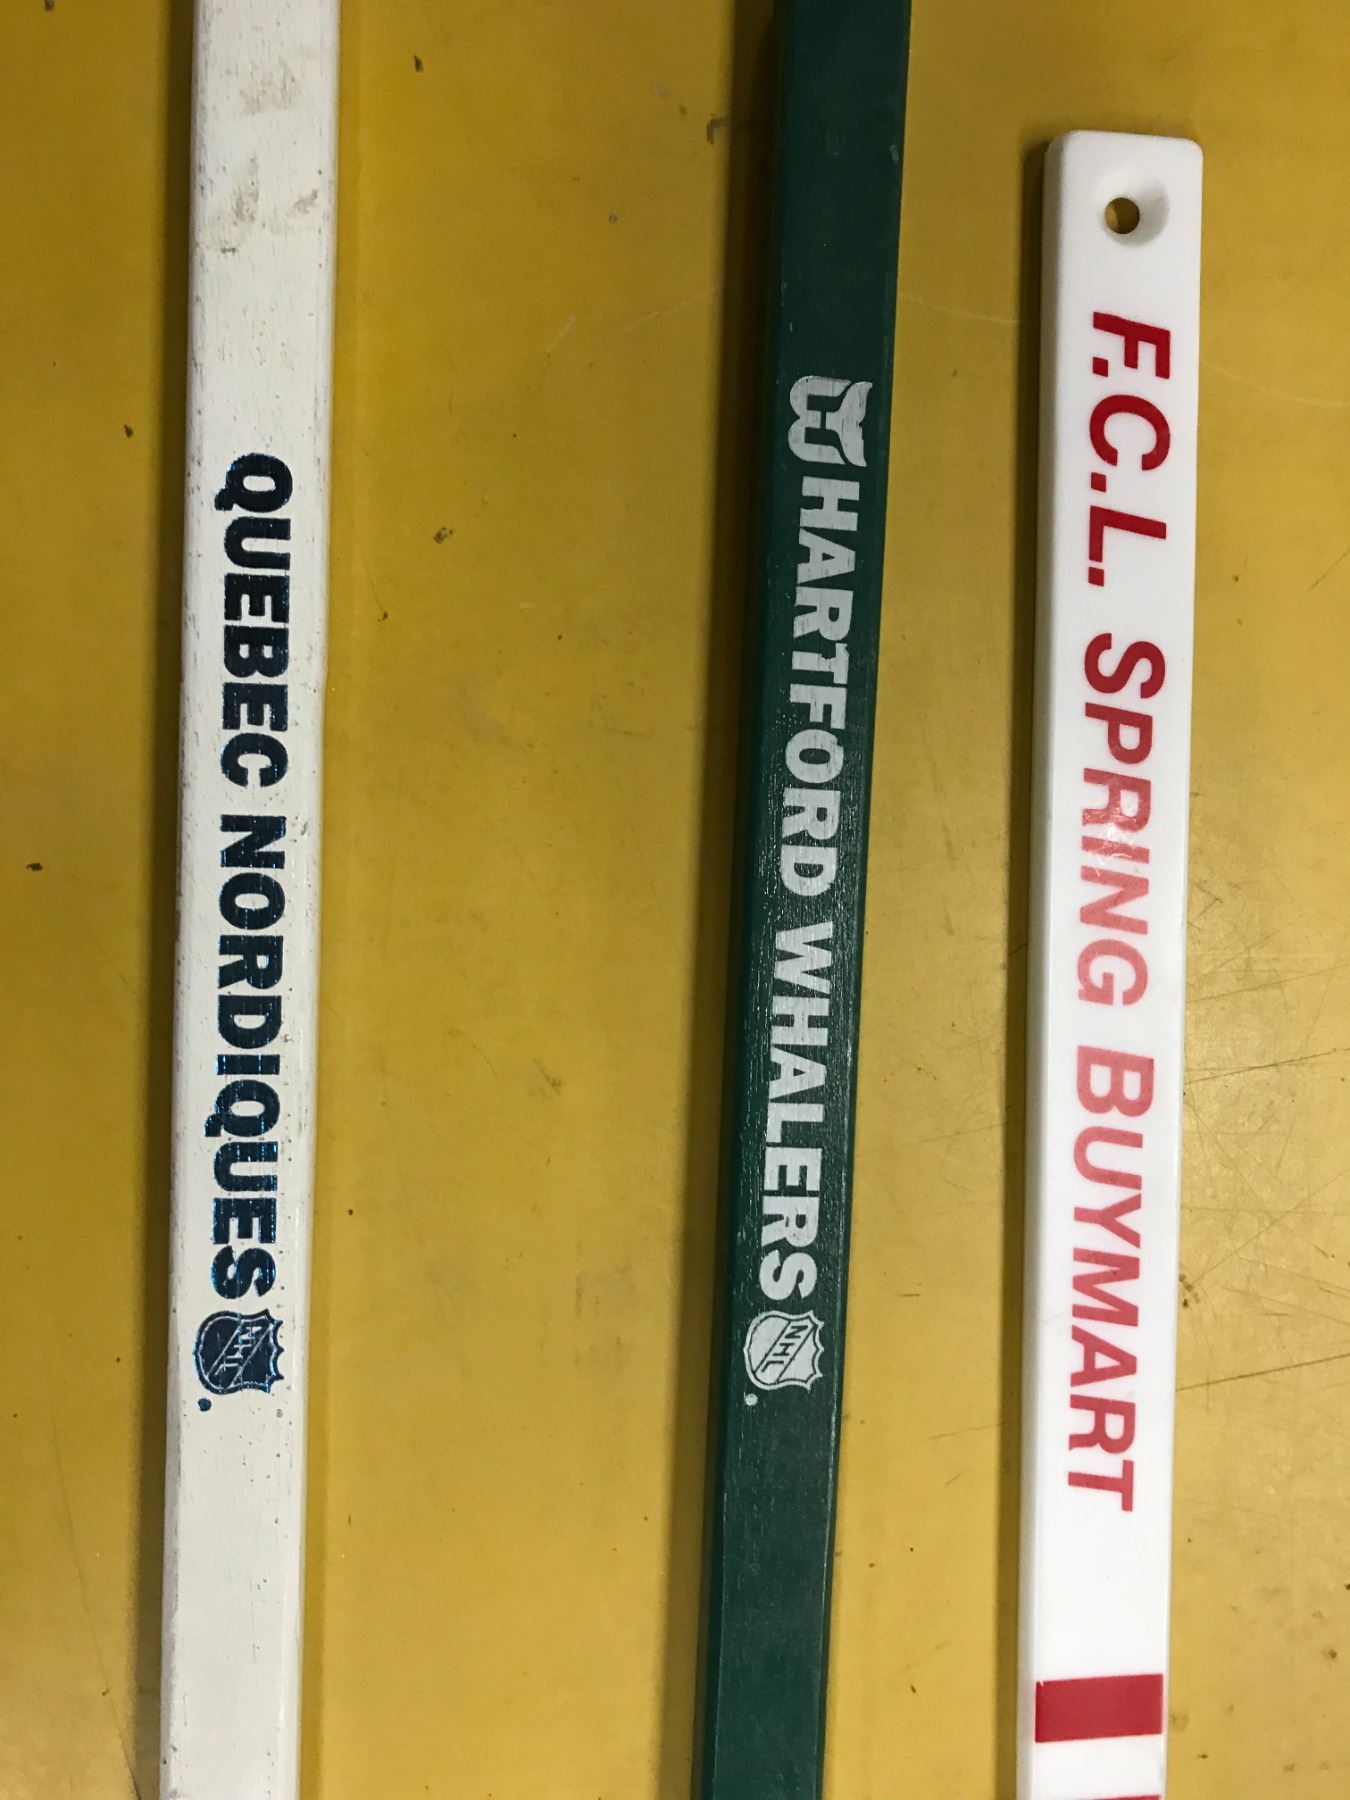 QUEBEC NORDIQUES NHL
HARTFORD WHALERS NHL
F.C.L. SPRING BUYMART